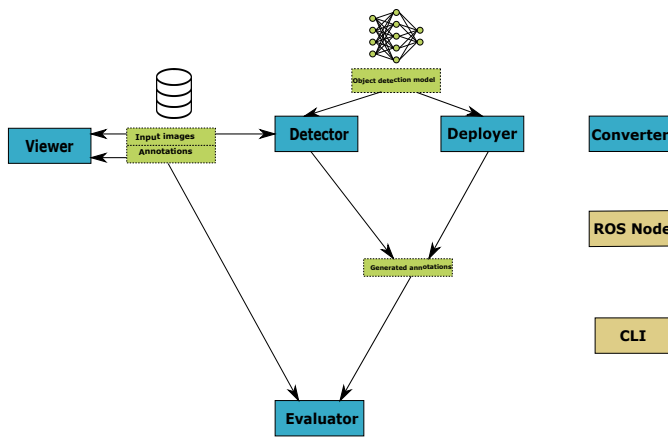 Object detection model
Input images
Annotations
Viewer
Detector
Deployer
Converter
ROS Node
Generated annotations
CLI
Evaluator